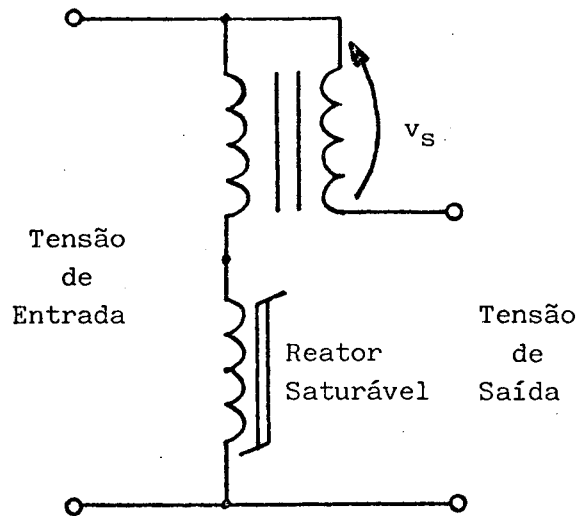 v_S
Tensão
de
Entrada
Reator
Saturável
Tensão
de
Saída